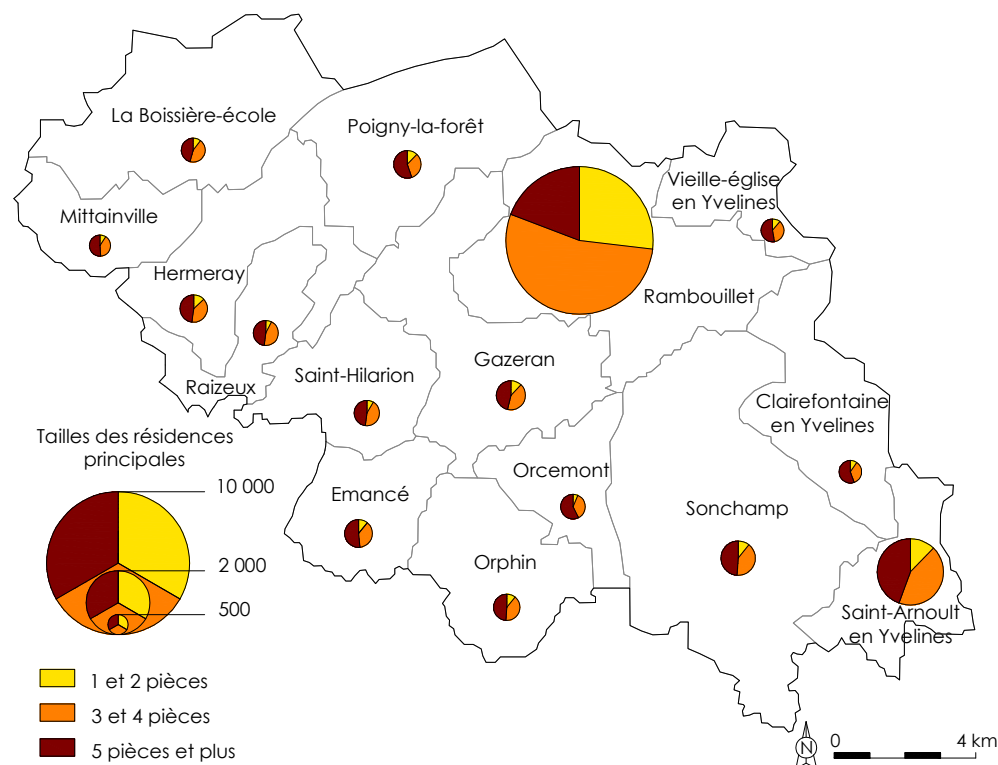 La Boissière-école
Poigny-la-forêt
Vieille-église
en Yvelines
Mittainville
Hermeray
Rambouillet
Raizeux
Saint-Hilarion
Gazeran
Clairefontaine
en Yvelines
Emancé
Orcemont
Sonchamp
Orphin
Saint-Arnoult
en Yvelines
Tailles des résidences
principales
10 000
2 000
500
1 et 2 pièces
3 et 4 pièces
5 pièces et plus
N
0
4 km